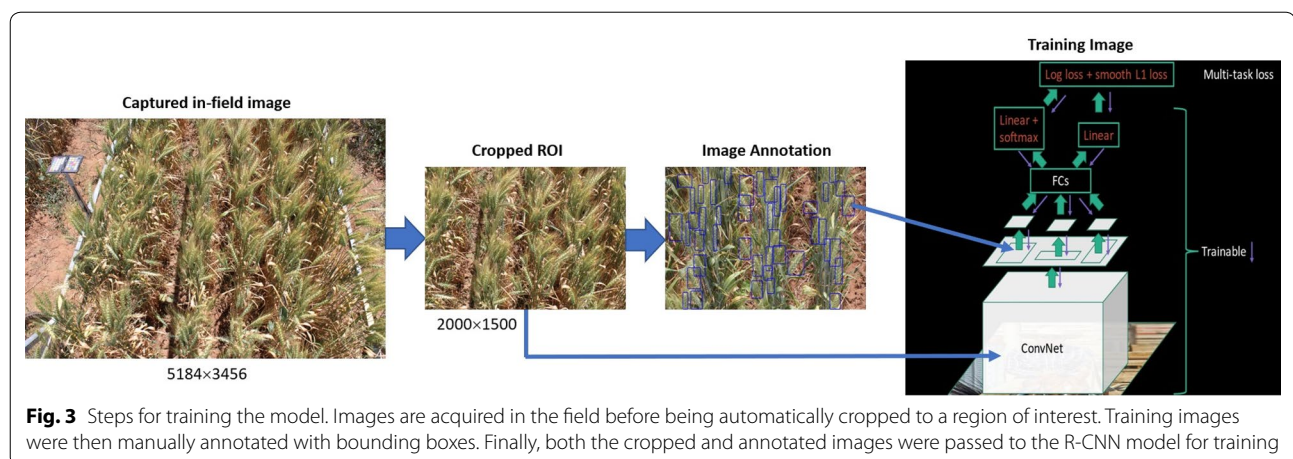 Training Image
Log loss + smooth L1 loss
Multi-task loss
Captured in-field image
Linear +
softmax
Linear
Cropped ROI
Image Annotation
FCs
Trainable
2000×1500
ConvNet
5184×3456
Fig. 3 Steps for training the model. Images are acquired in the field before being automatically cropped to a region of interest. Training images
were then manually annotated with bounding boxes. Finally, both the cropped and annotated images were passed to the R-CNN model for training